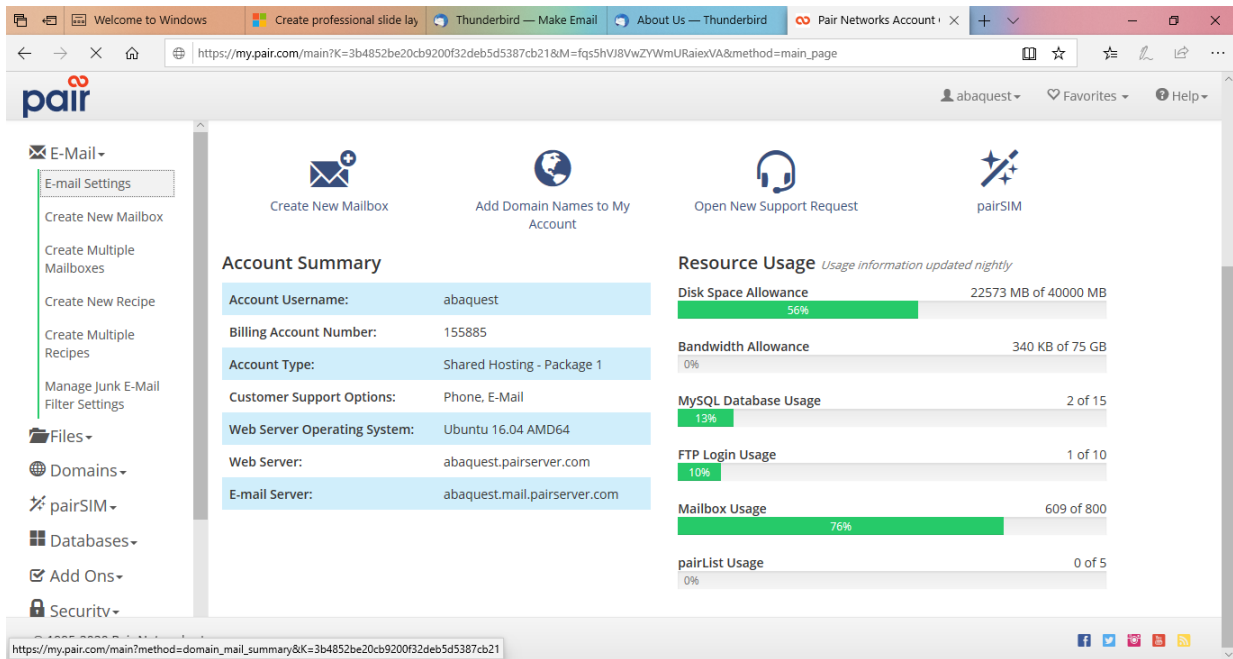 Welcome to Windows
Create professional slide lay
Thunderbird — Make Email
About Us — Thunderbird
Pair Networks Account
https://my.pair.com/main?K=3b4852be20cb9200f32deb5d5387cb21&M=fqs5hVJ8VwZYWmURaiexVA&method=main_page
pair
abaquest
Favorites
Help
E-Mail
E-mail Settings
Create New Mailbox
Create Multiple
Mailboxes
Create New Recipe
Create Multiple
Recipes
Manage Junk E-Mail
Filter Settings
Files
Domains
pairSIM
Databases
Add Ons
Security
Create New Mailbox
Add Domain Names to My
Account
Open New Support Request
pairSIM
Account Summary
Account Username: abaquest
Billing Account Number: 155885
Account Type: Shared Hosting - Package 1
Customer Support Options: Phone, E-Mail
Web Server Operating System: Ubuntu 16.04 AMD64
Web Server: abaquest.pairserver.com
E-mail Server: abaquest.mail.pairserver.com
Resource Usage Usage information updated nightly
Disk Space Allowance 22573 MB of 40000 MB
56%
Bandwidth Allowance 340 KB of 75 GB
0%
MySQL Database Usage 2 of 15
13%
FTP Login Usage 1 of 10
10%
Mailbox Usage 609 of 800
76%
pairList Usage 0 of 5
0%
https://my.pair.com/main?method=domain_mail_summary&K=3b4852be20cb9200f32deb5d5387cb21